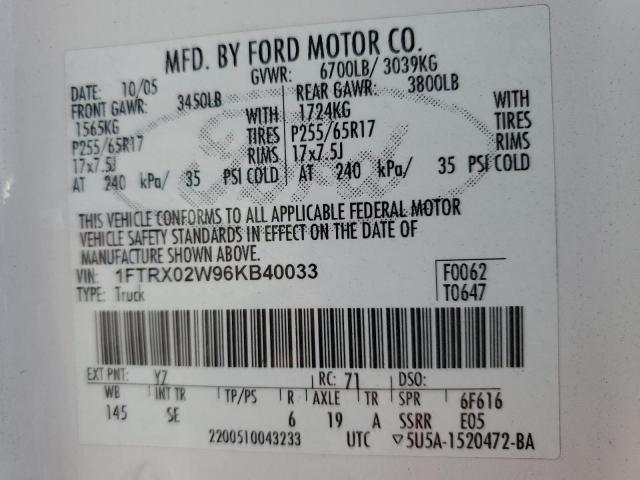 MFD. BY FORD MOTOR CO.
DATE: 10/05 GVWR: 6700LB/ 3039KG
FRONT GAWR: 3450LB REAR GAWR: 3800LB
1565KG WITH 1724KG WITH
P255/65R17 TIRES P255/65R17 TIRES
17x7.5J RIMS 17x7.5J RIMS
AT 240 kPa/ 35 PSI COLD AT 240 kPa/ 35 PSI COLD
THIS VEHICLE CONFORMS TO ALL APPLICABLE FEDERAL MOTOR
VEHICLE SAFETY STANDARDS IN EFFECT ON THE DATE OF
MANUFACTURE SHOWN ABOVE.
VIN: 1FTRX02W96KB40033 F0062
TYPE: Truck T0647
EXT PNT: Y7 RC: 71 DSO:
WB INT TR TP/PS R AXLE TR SPR 6F616
145 SE 6 19 A SSRR E05
2200510043233 UTC ▽5U5A-1520472-BA